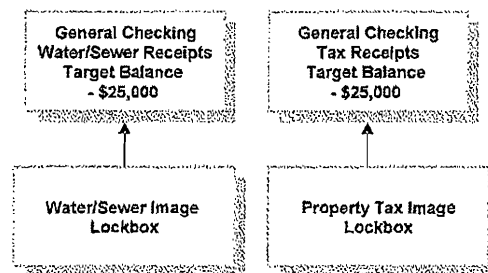 General Checking
Water/Sewer Receipts
Target Balance
- $25,000
General Checking
Tax Receipts
Target Balance
- $25,000
Water/Sewer Image
Lockbox
Property Tax Image
Lockbox